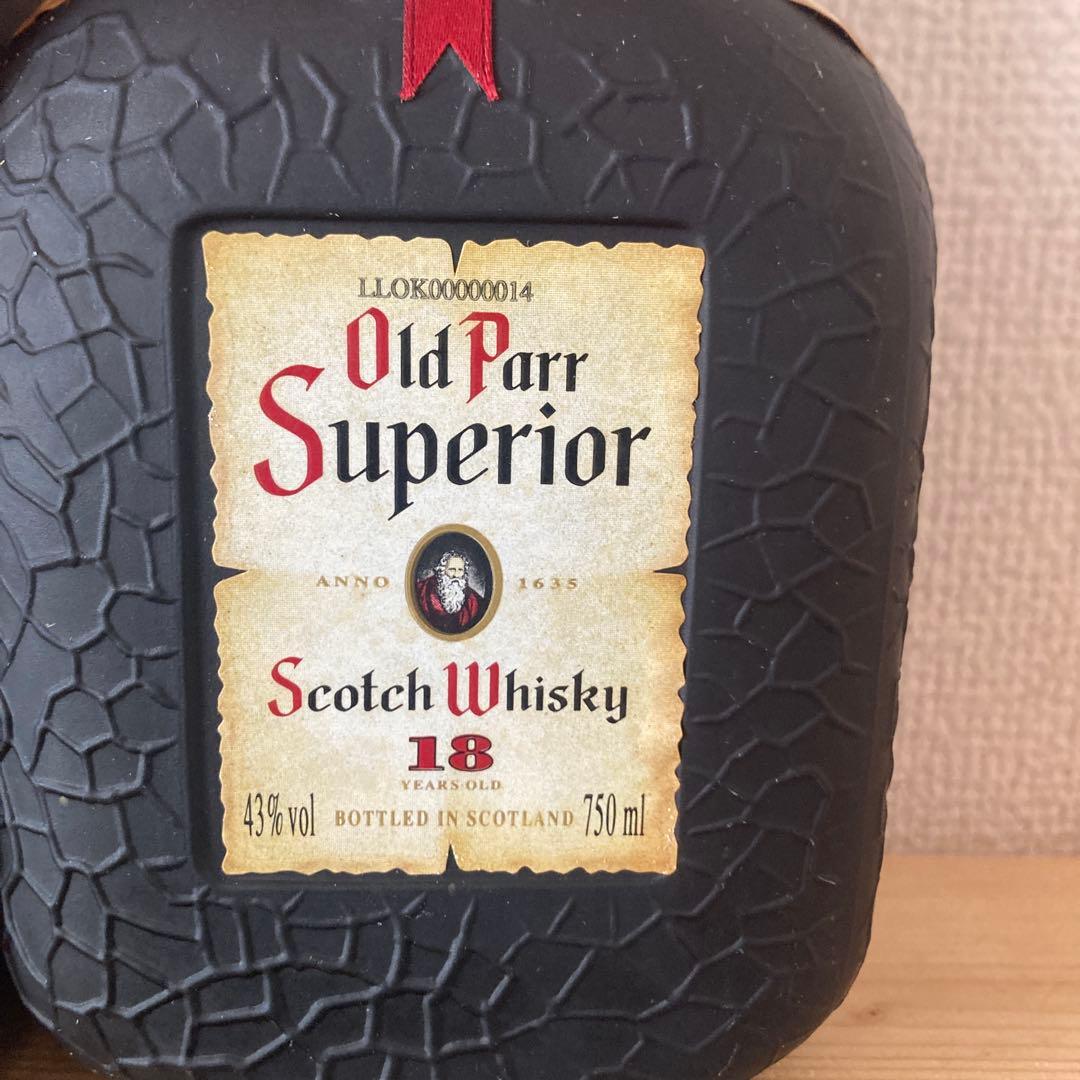 LLOK00000014
Old Parr
Superior
ANNO 1635
Scotch Whisky
18
YEARS OLD
43% vol BOTTLED IN SCOTLAND 750 ml